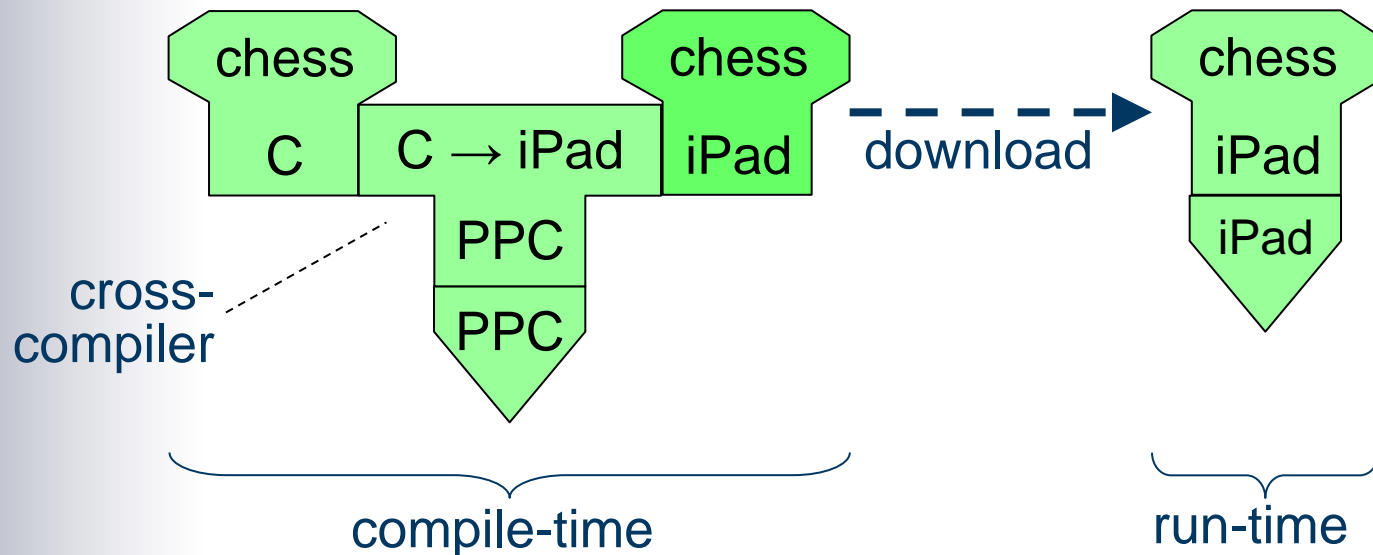 chess
C
C → iPad
PPC
PPC
chess
iPad
download
chess
iPad
iPad
cross-
compiler
compile-time
run-time